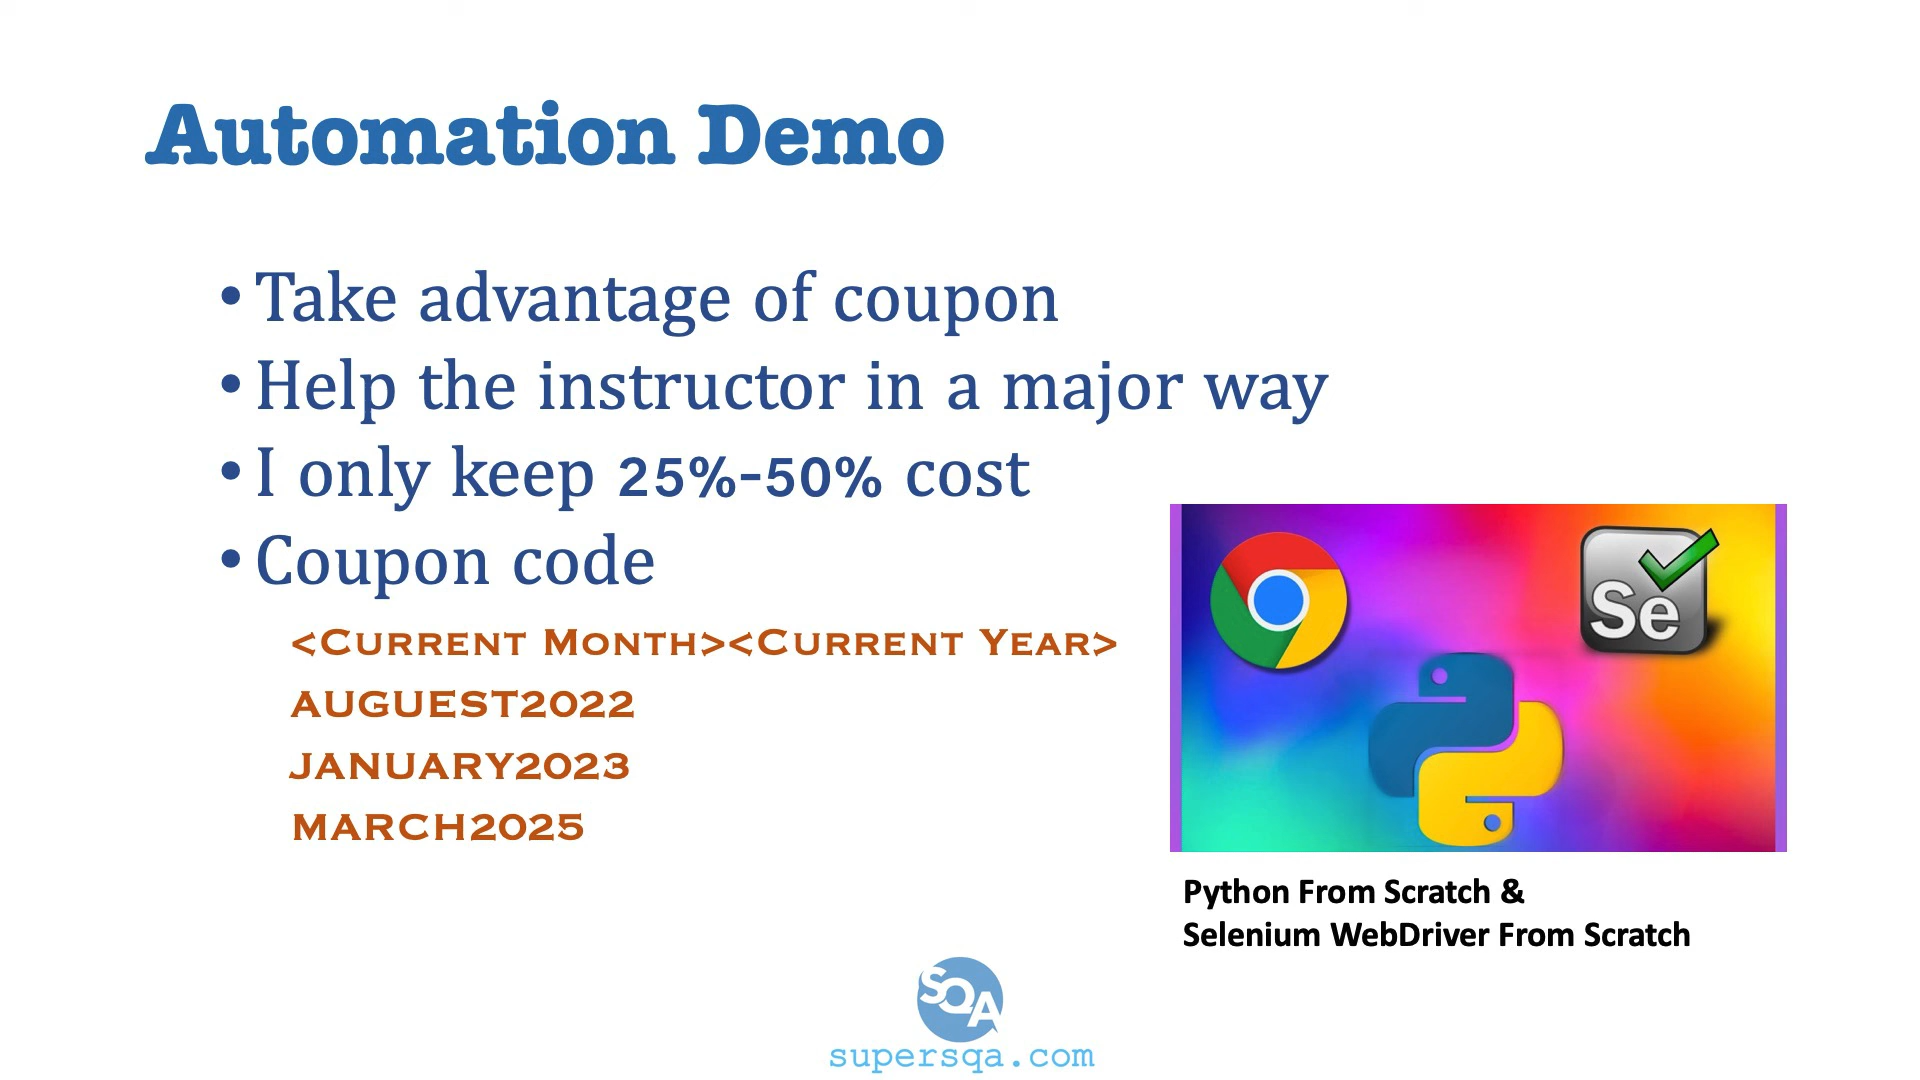 Automation Demo
• Take advantage of coupon
• Help the instructor in a major way
• I only keep 25%-50% cost
• Coupon code
<CURRENT MONTH><CURRENT YEAR>
AUGUEST2022
JANUARY2023
MARCH2025
Se
Python From Scratch &
Selenium WebDriver From Scratch
SQA
supersqa.com